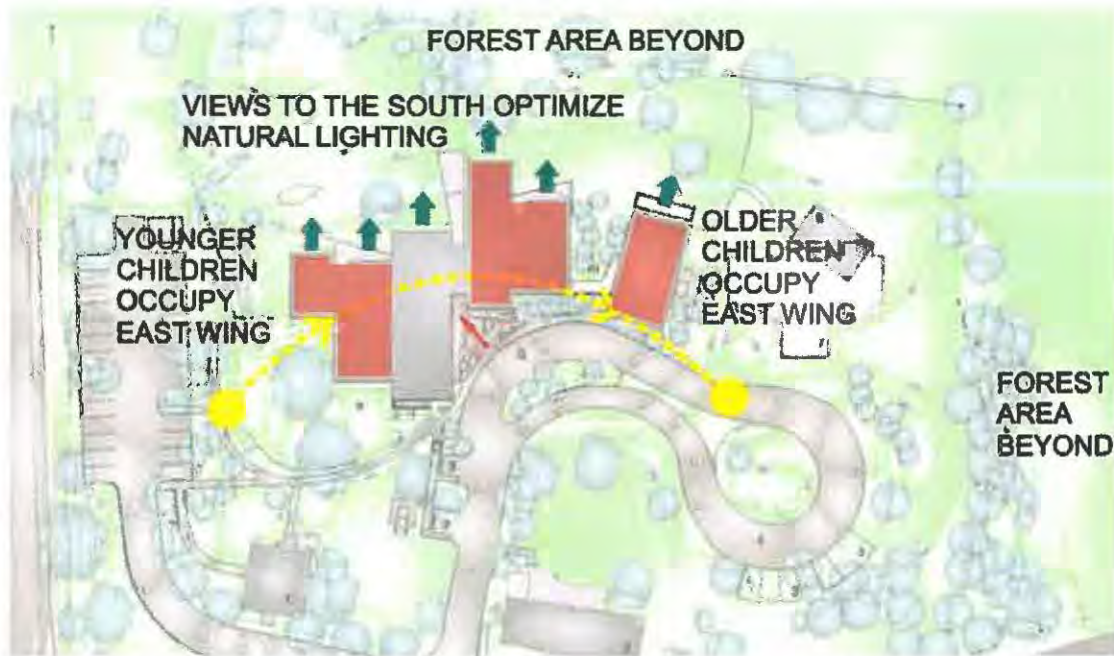 FOREST AREA BEYOND
VIEWS TO THE SOUTH OPTIMIZE
NATURAL LIGHTING
YOUNGER
CHILDREN
OCCUPY
EAST WING
OLDER
CHILDREN
OCCUPY
EAST WING
FOREST
AREA
BEYOND